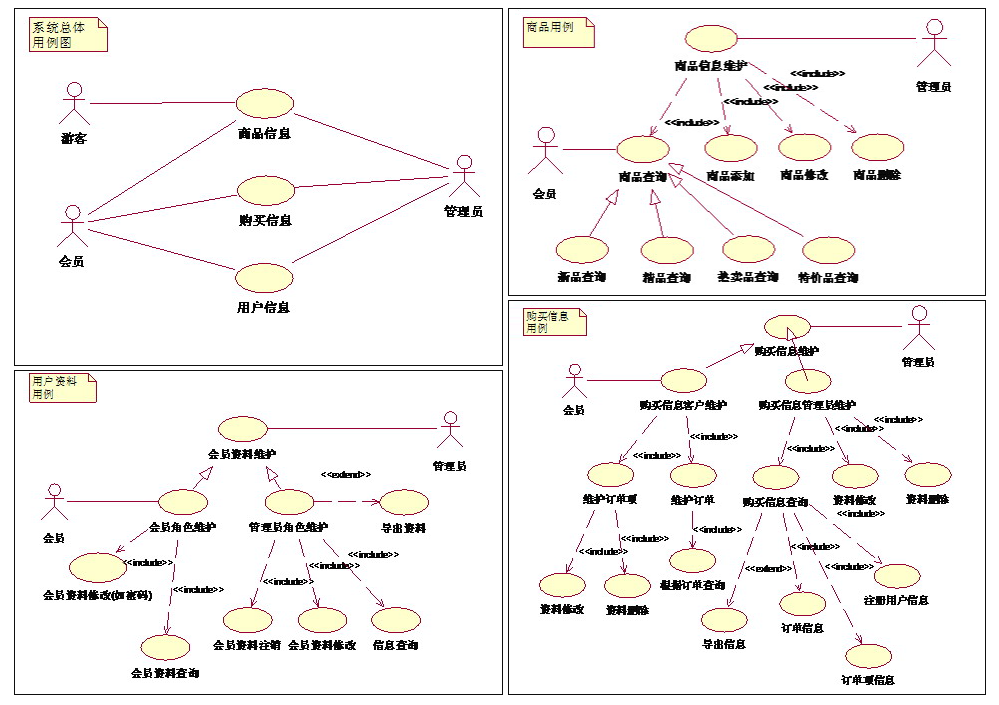 系统总体
用例图
游客
商品信息
管理员
购买信息
会员
用户信息
商品用例
商品信息维护
管理员
<<include>>
<<include>>
<<include>>
<<include>>
会员
商品查询
商品添加
商品修改
商品删除
新品查询
精品查询
热卖品查询
特价品查询
用户资料
用例
会员资料维护
管理员
<<extend>>
会员
会员角色维护
管理员角色维护
导出资料
<<include>>
<<include>>
<<include>>
<<include>>
<<include>>
会员资料修改(加密码)
会员资料注销
会员资料修改
信息查询
会员资料查询
购买信息
用例
购买信息维护
管理员
会员
购买信息客户维护
购买信息管理员维护
<<include>>
<<include>>
<<include>>
<<include>>
<<include>>
维护订单项
维护订单
购买信息查询
资料修改
资料删除
<<include>>
<<include>>
<<include>>
<<include>>
<<include>>
<<include>>
<<extend>>
根据订单查询
注册用户信息
资料修改
资料删除
订单信息
导出信息
订单项信息